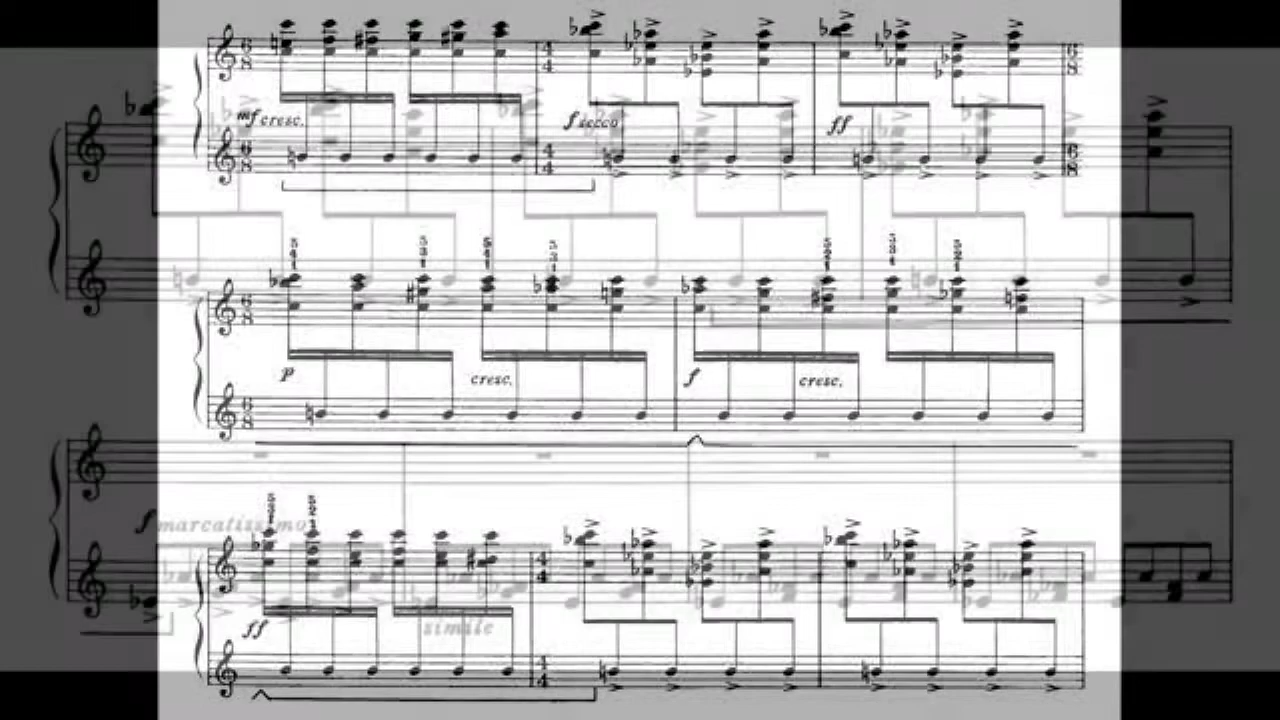 mf cresc.
f secco
ff
p
cresc.
f
cresc.
f marcatissimo
ff
simile